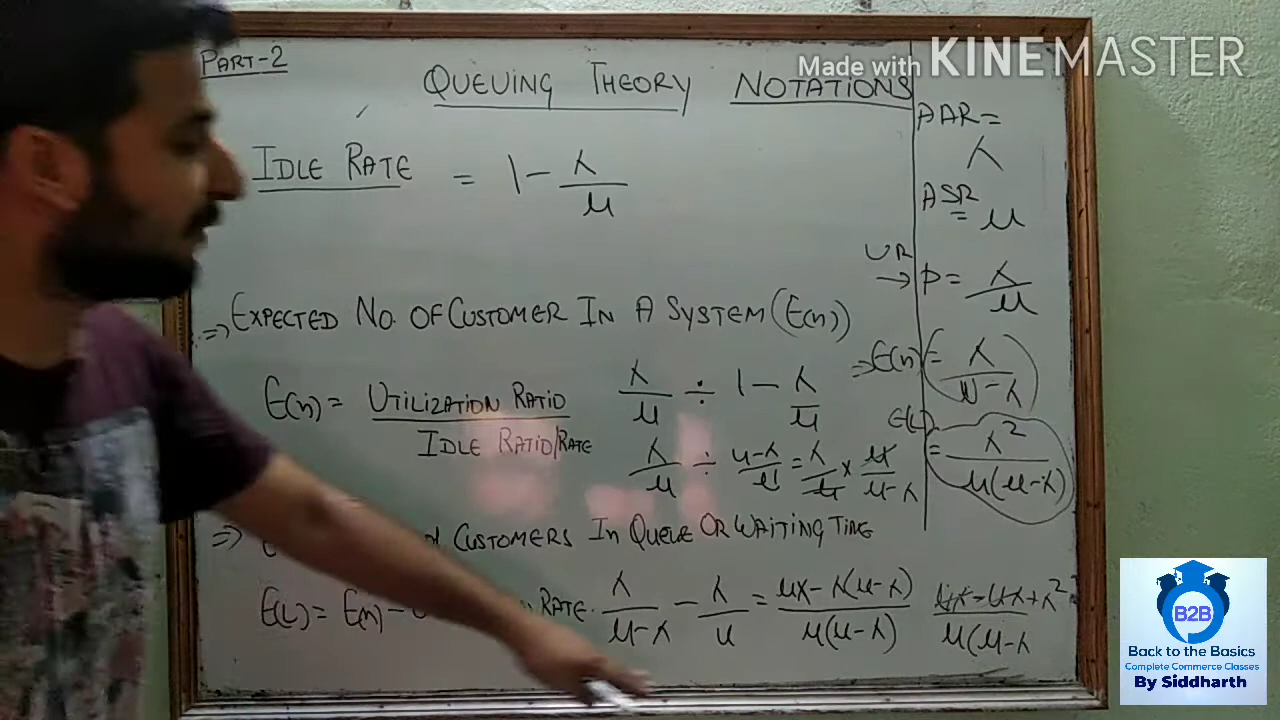 PART-2
Made with KINEMASTER
QUEUING THEORY NOTATIONS
AAR =
λ
IDLE RATE = 1 - λ/μ
ASR
= μ
UR
→ p = λ/μ
⇒ EXPECTED NO. OF CUSTOMER IN A SYSTEM (E(n))
⇒ E(n) = λ/μ-λ
E(n) = UTILIZATION RATIO / IDLE RATIO/RATE
λ/μ ÷ 1 - λ/μ
E(L) = λ²/μ(μ-λ)
λ/μ ÷ μ-λ/μ = λ/μ × μ/μ-λ
⇒ CUSTOMERS IN QUEUE OR WAITING TIME
E(L) = E(n) - RATE. λ/μ-λ - λ/μ = μλ-λ(μ-λ)/μ(μ-λ) μλ-μλ+λ²/μ(μ-λ =
B2B
Back to the Basics
Complete Commerce Classes
By Siddharth